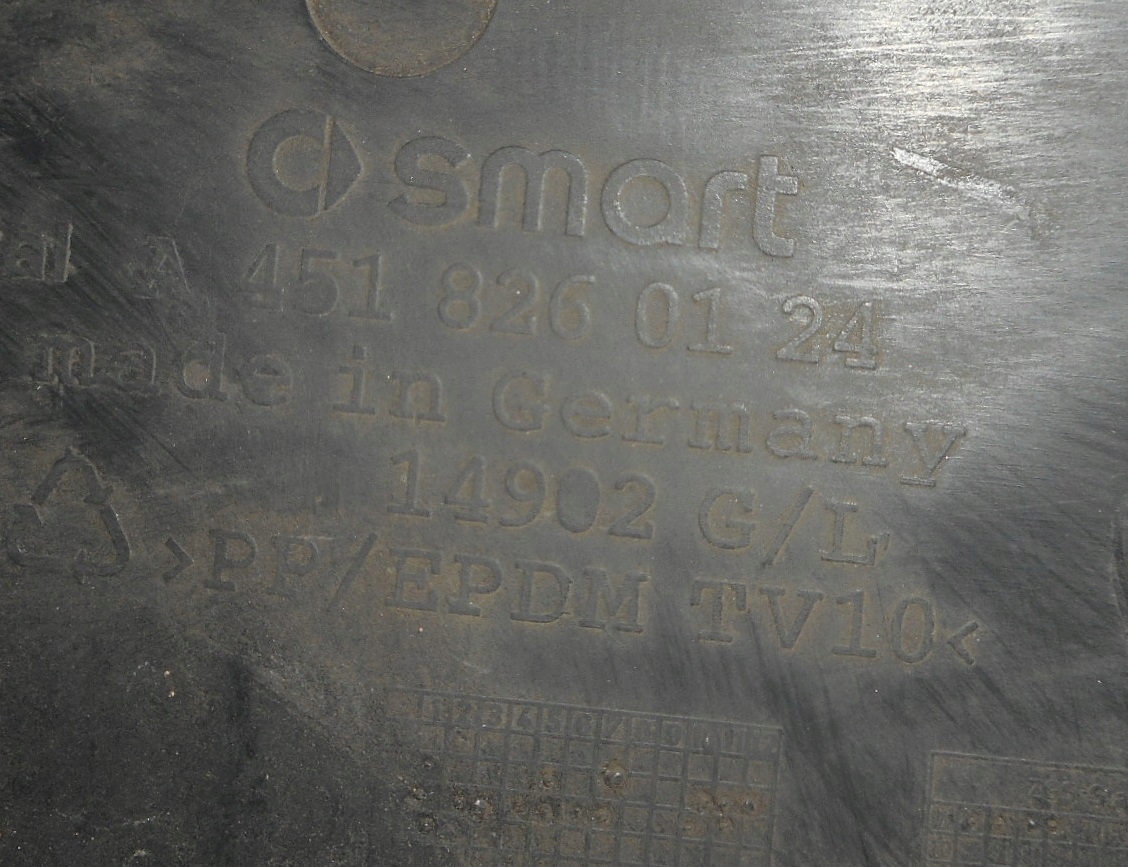 smart
A 451 826 01 24
made in Germany
14902 G/L
>PP/EPDM TV10<